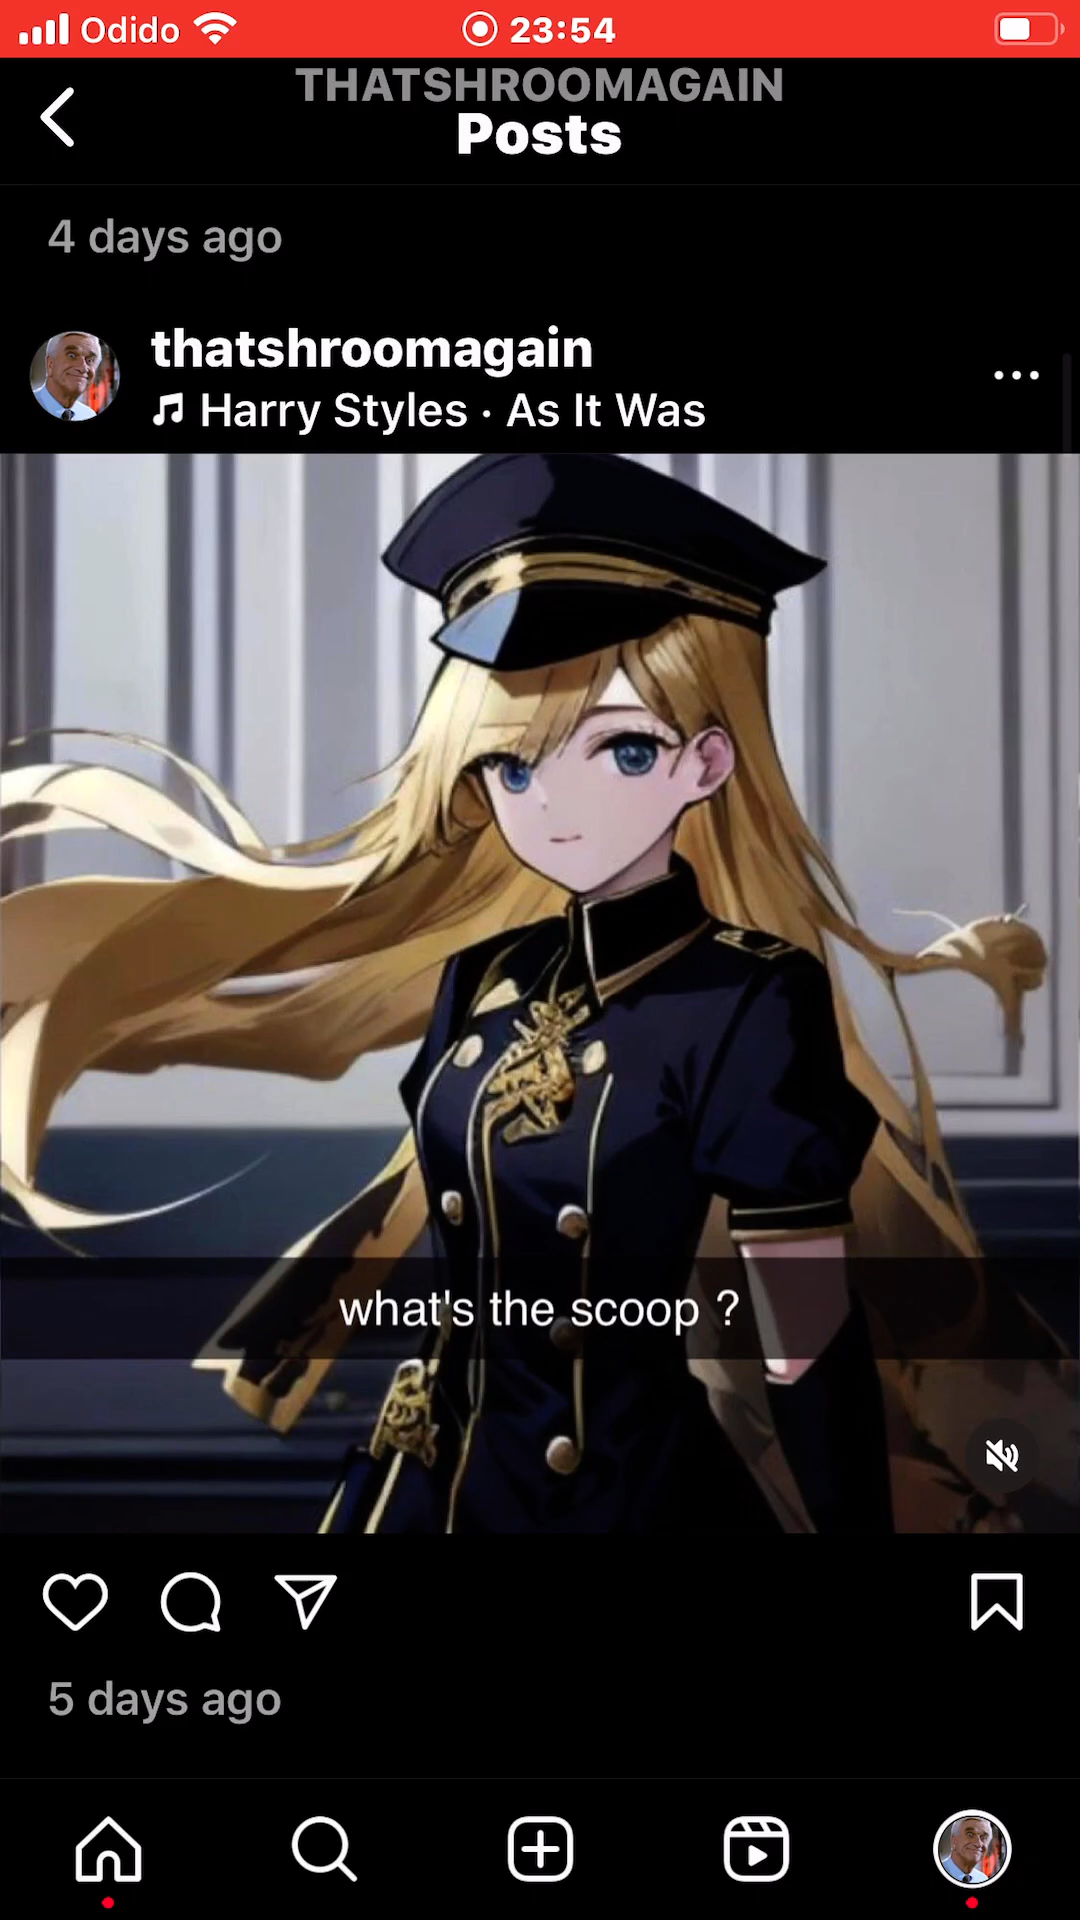 Odido 23:54
THATSHROOMAGAIN
Posts
4 days ago
thatshroomagain
Harry Styles · As It Was
what's the scoop ?
5 days ago